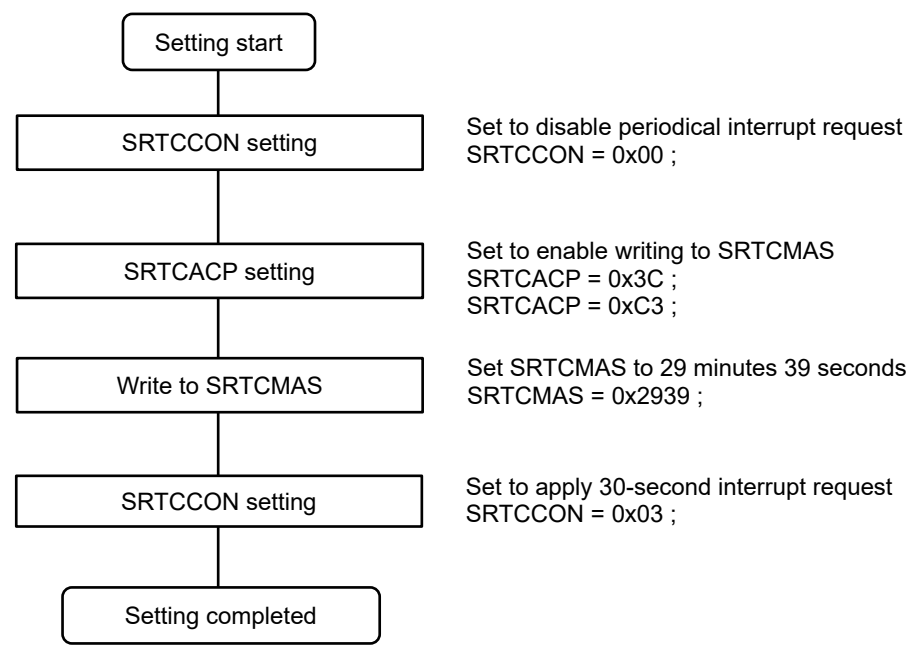 Setting start
SRTCCON setting
Set to disable periodical interrupt request
SRTCCON = 0x00 ;
SRTCACP setting
Set to enable writing to SRTCMAS
SRTCACP = 0x3C ;
SRTCACP = 0xC3 ;
Write to SRTCMAS
Set SRTCMAS to 29 minutes 39 seconds
SRTCMAS = 0x2939 ;
SRTCCON setting
Set to apply 30-second interrupt request
SRTCCON = 0x03 ;
Setting completed